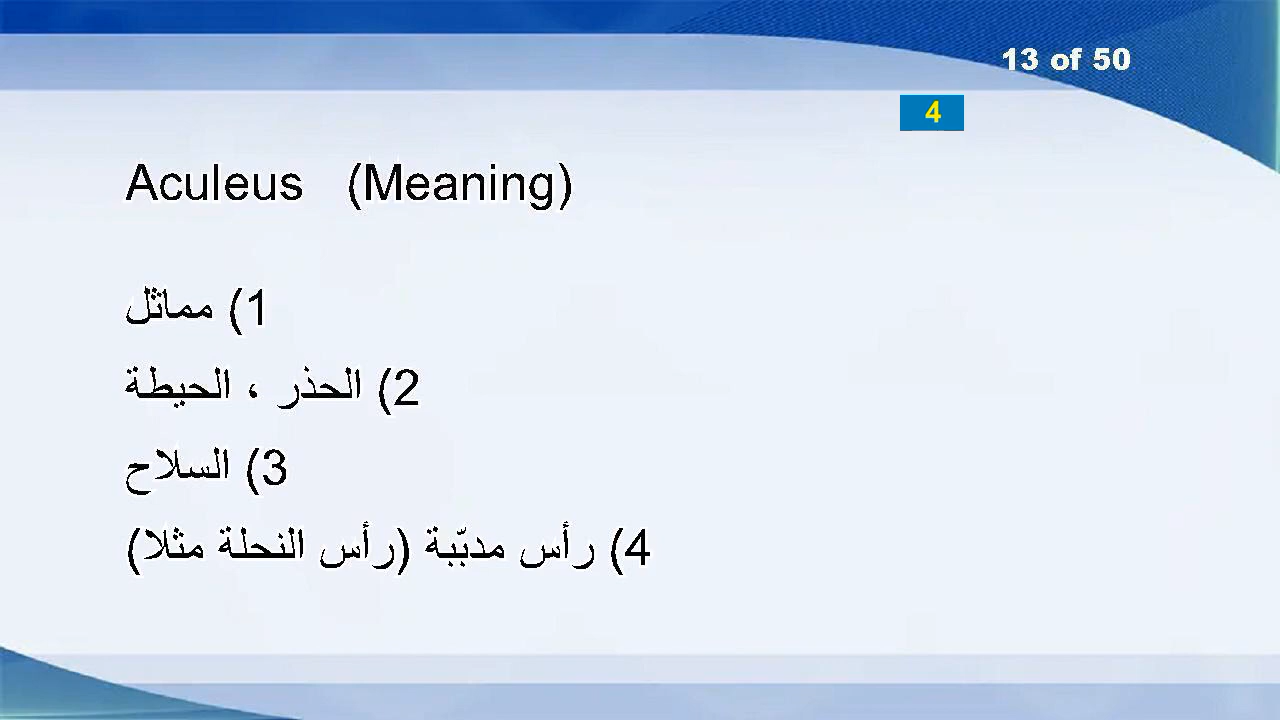 13 of 50
4
Aculeus (Meaning)
1) مماثل
2) الحذر ، الحيطة
3) السلاح
4) رأس مدبّبة (رأس النحلة مثلا)